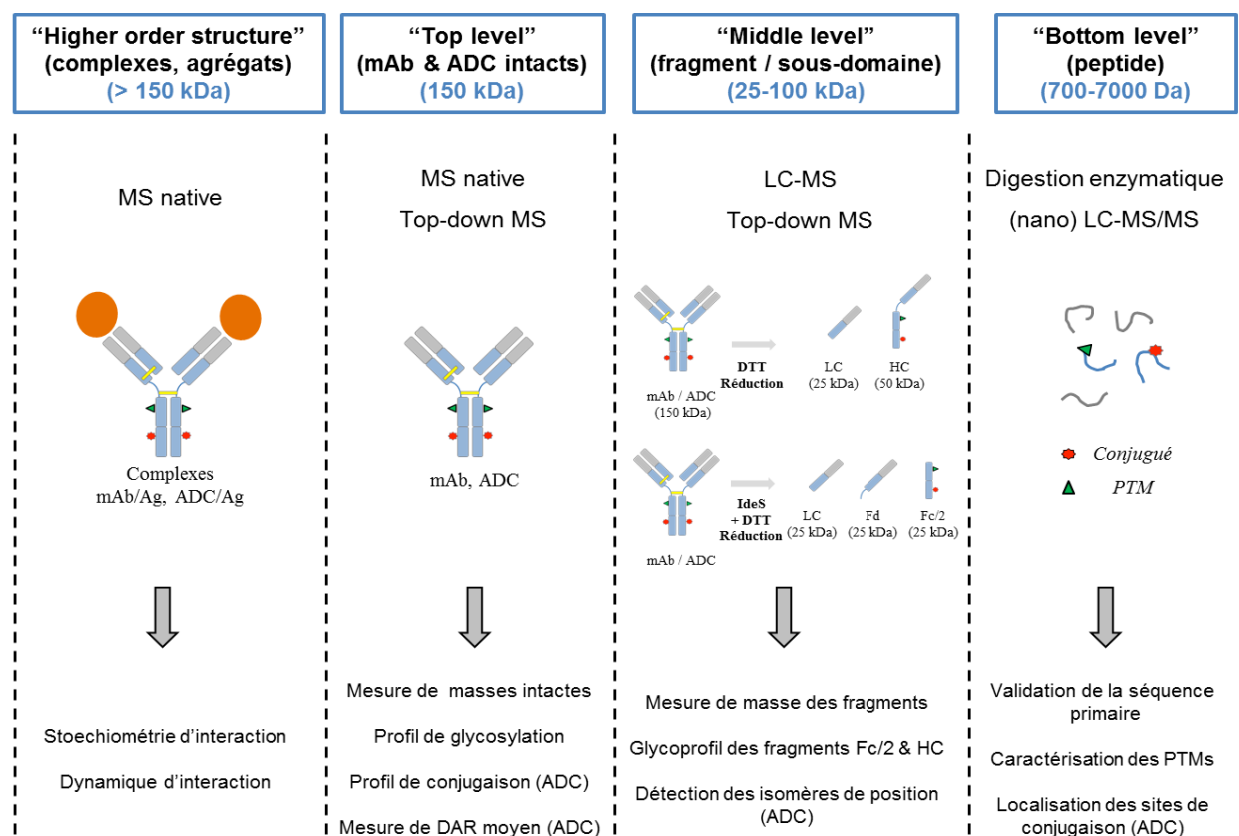 “Higher order structure”
(complexes, agrégats)
(> 150 kDa)
“Top level”
(mAb & ADC intacts)
(150 kDa)
“Middle level”
(fragment / sous-domaine)
(25-100 kDa)
“Bottom level”
(peptide)
(700-7000 Da)
MS native
MS native
Top-down MS
LC-MS
Top-down MS
Digestion enzymatique
(nano) LC-MS/MS
Complexes
mAb/Ag, ADC/Ag
mAb, ADC
mAb / ADC
(150 kDa)
DTT
Réduction
LC
(25 kDa)
HC
(50 kDa)
mAb / ADC
IdeS
+ DTT
Réduction
LC
(25 kDa)
Fd
(25 kDa)
Fc/2
(25 kDa)
Conjugué
PTM
Stoechiométrie d’interaction
Dynamique d’interaction
Mesure de masses intactes
Profil de glycosylation
Profil de conjugaison (ADC)
Mesure de DAR moyen (ADC)
Mesure de masse des fragments
Glycoprofil des fragments Fc/2 & HC
Détection des isomères de position
(ADC)
Validation de la séquence
primaire
Caractérisation des PTMs
Localisation des sites de
conjugaison (ADC)